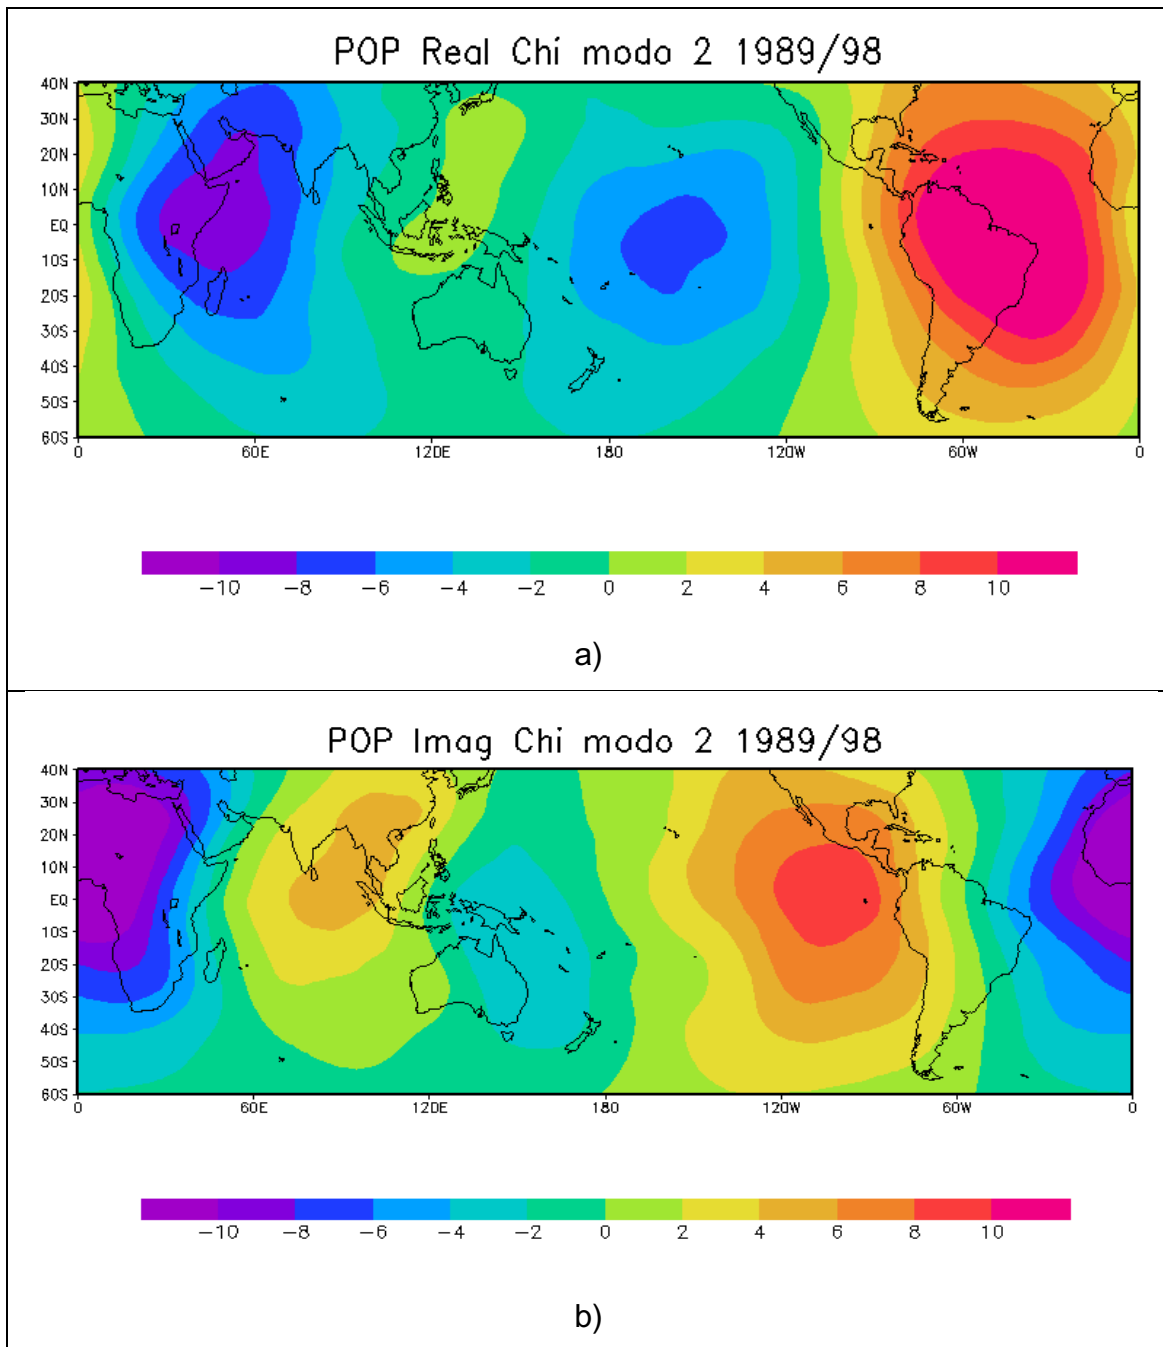 POP Real Chi modo 2 1989/98
40N
30N
20N
10N
EQ
10S
20S
30S
40S
50S
60S
0 60E 120E 180 120W 60W 0
−10 −8 −6 −4 −2 0 2 4 6 8 10
a)
POP Imag Chi modo 2 1989/98
40N
30N
20N
10N
EQ
10S
20S
30S
40S
50S
60S
0 60E 120E 180 120W 60W 0
−10 −8 −6 −4 −2 0 2 4 6 8 10
b)